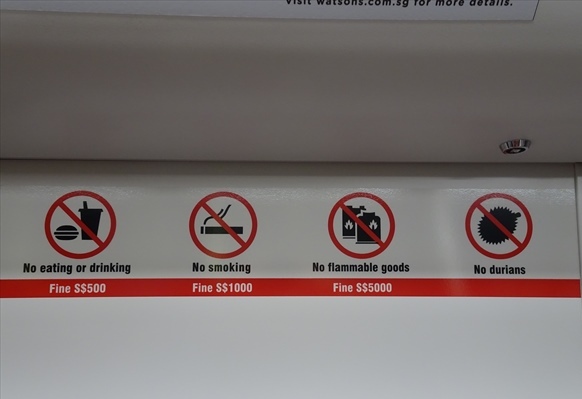 Visit watsons.com.sg for more details.
No eating or drinking
Fine S$500
No smoking
Fine S$1000
No flammable goods
Fine S$5000
No durians